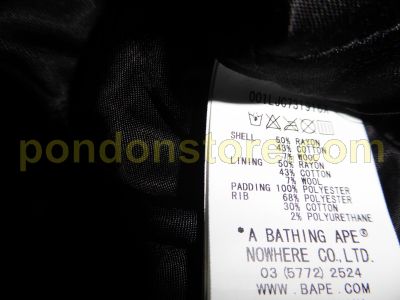 SHELL 50% RAYON
43% COTTON
7% WOOL
LINING 50% RAYON
43% COTTON
7% WOOL
PADDING 100% POLYESTER
RIB 68% POLYESTER
30% COTTON
2% POLYURETHANE
*A BATHING APE®
NOWHERE CO.,LTD.
03 (5772) 2524
WWW.BAPE.COM
pondonstore.com